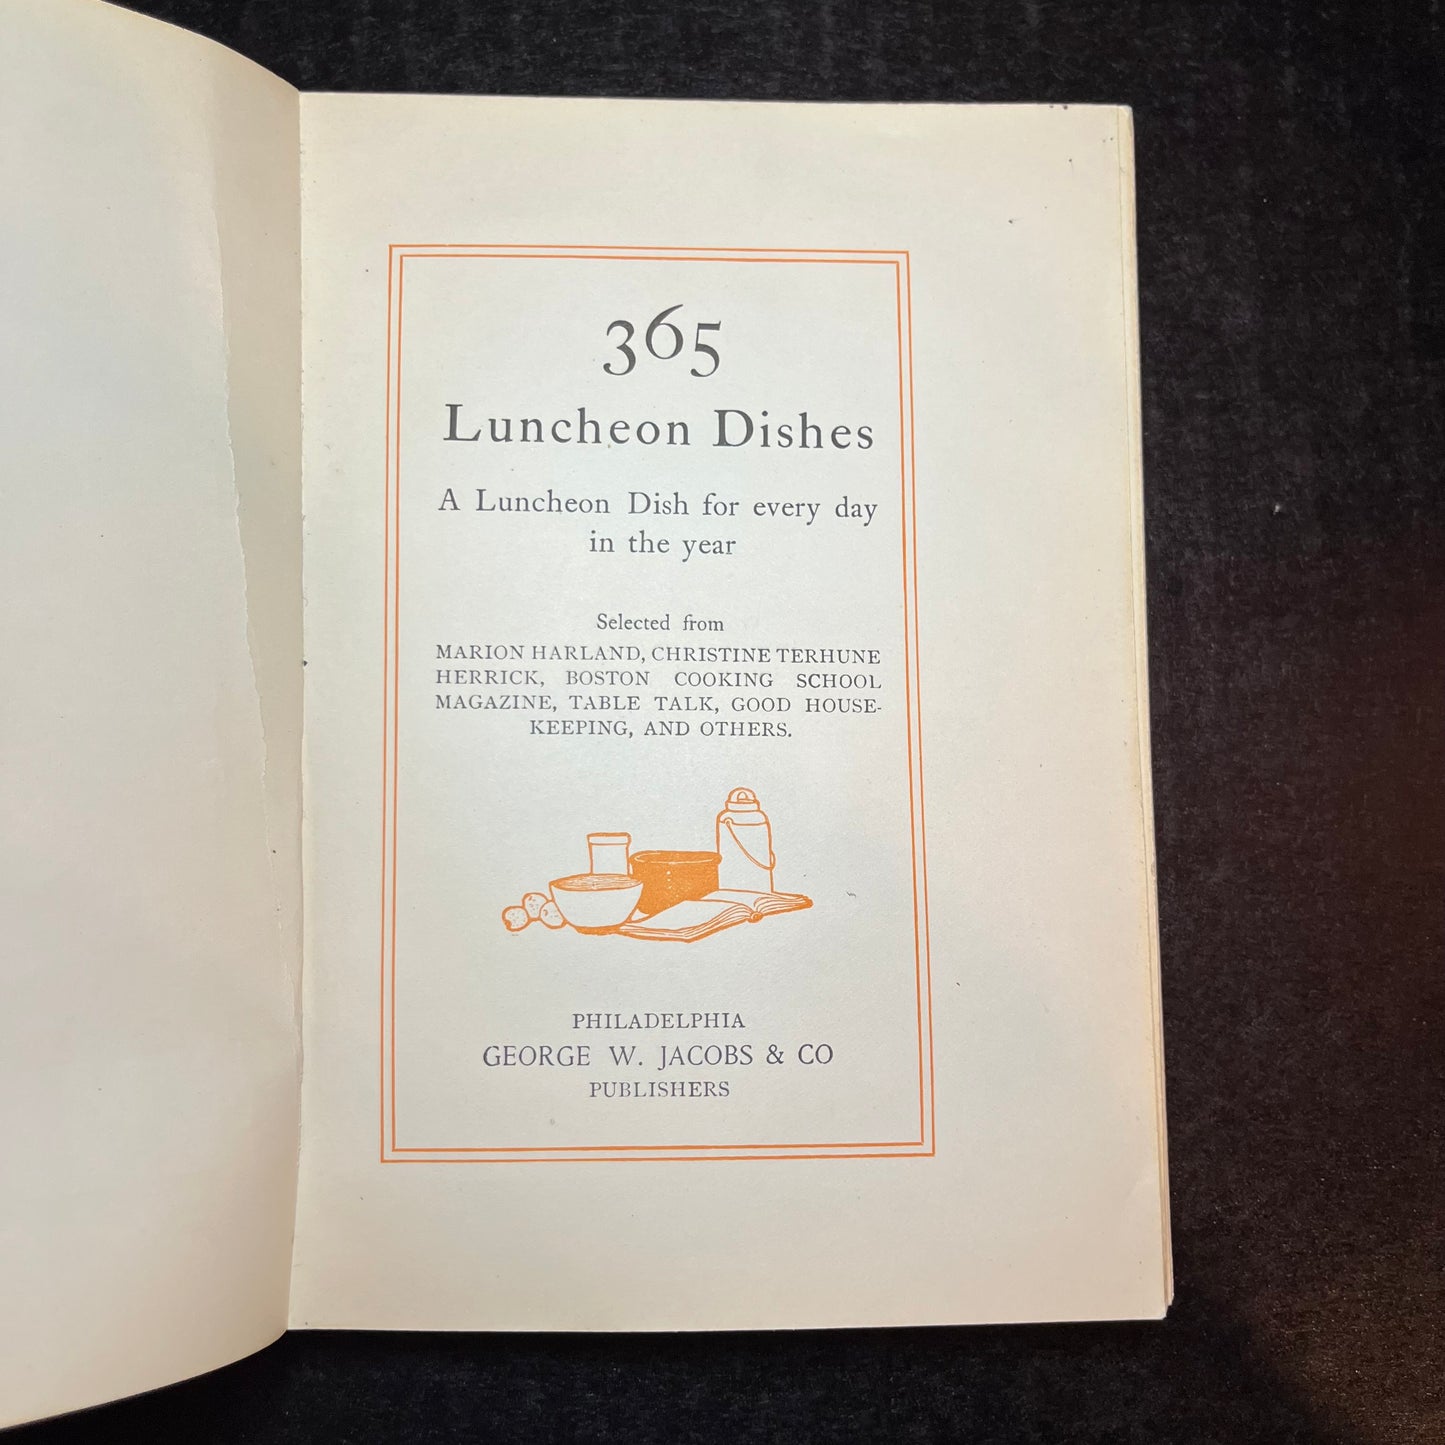 365
Luncheon Dishes
A Luncheon Dish for every day
in the year
Selected from
MARION HARLAND, CHRISTINE TERHUNE
HERRICK, BOSTON COOKING SCHOOL
MAGAZINE, TABLE TALK, GOOD HOUSE-
KEEPING, AND OTHERS.
PHILADELPHIA
GEORGE W. JACOBS & CO
PUBLISHERS